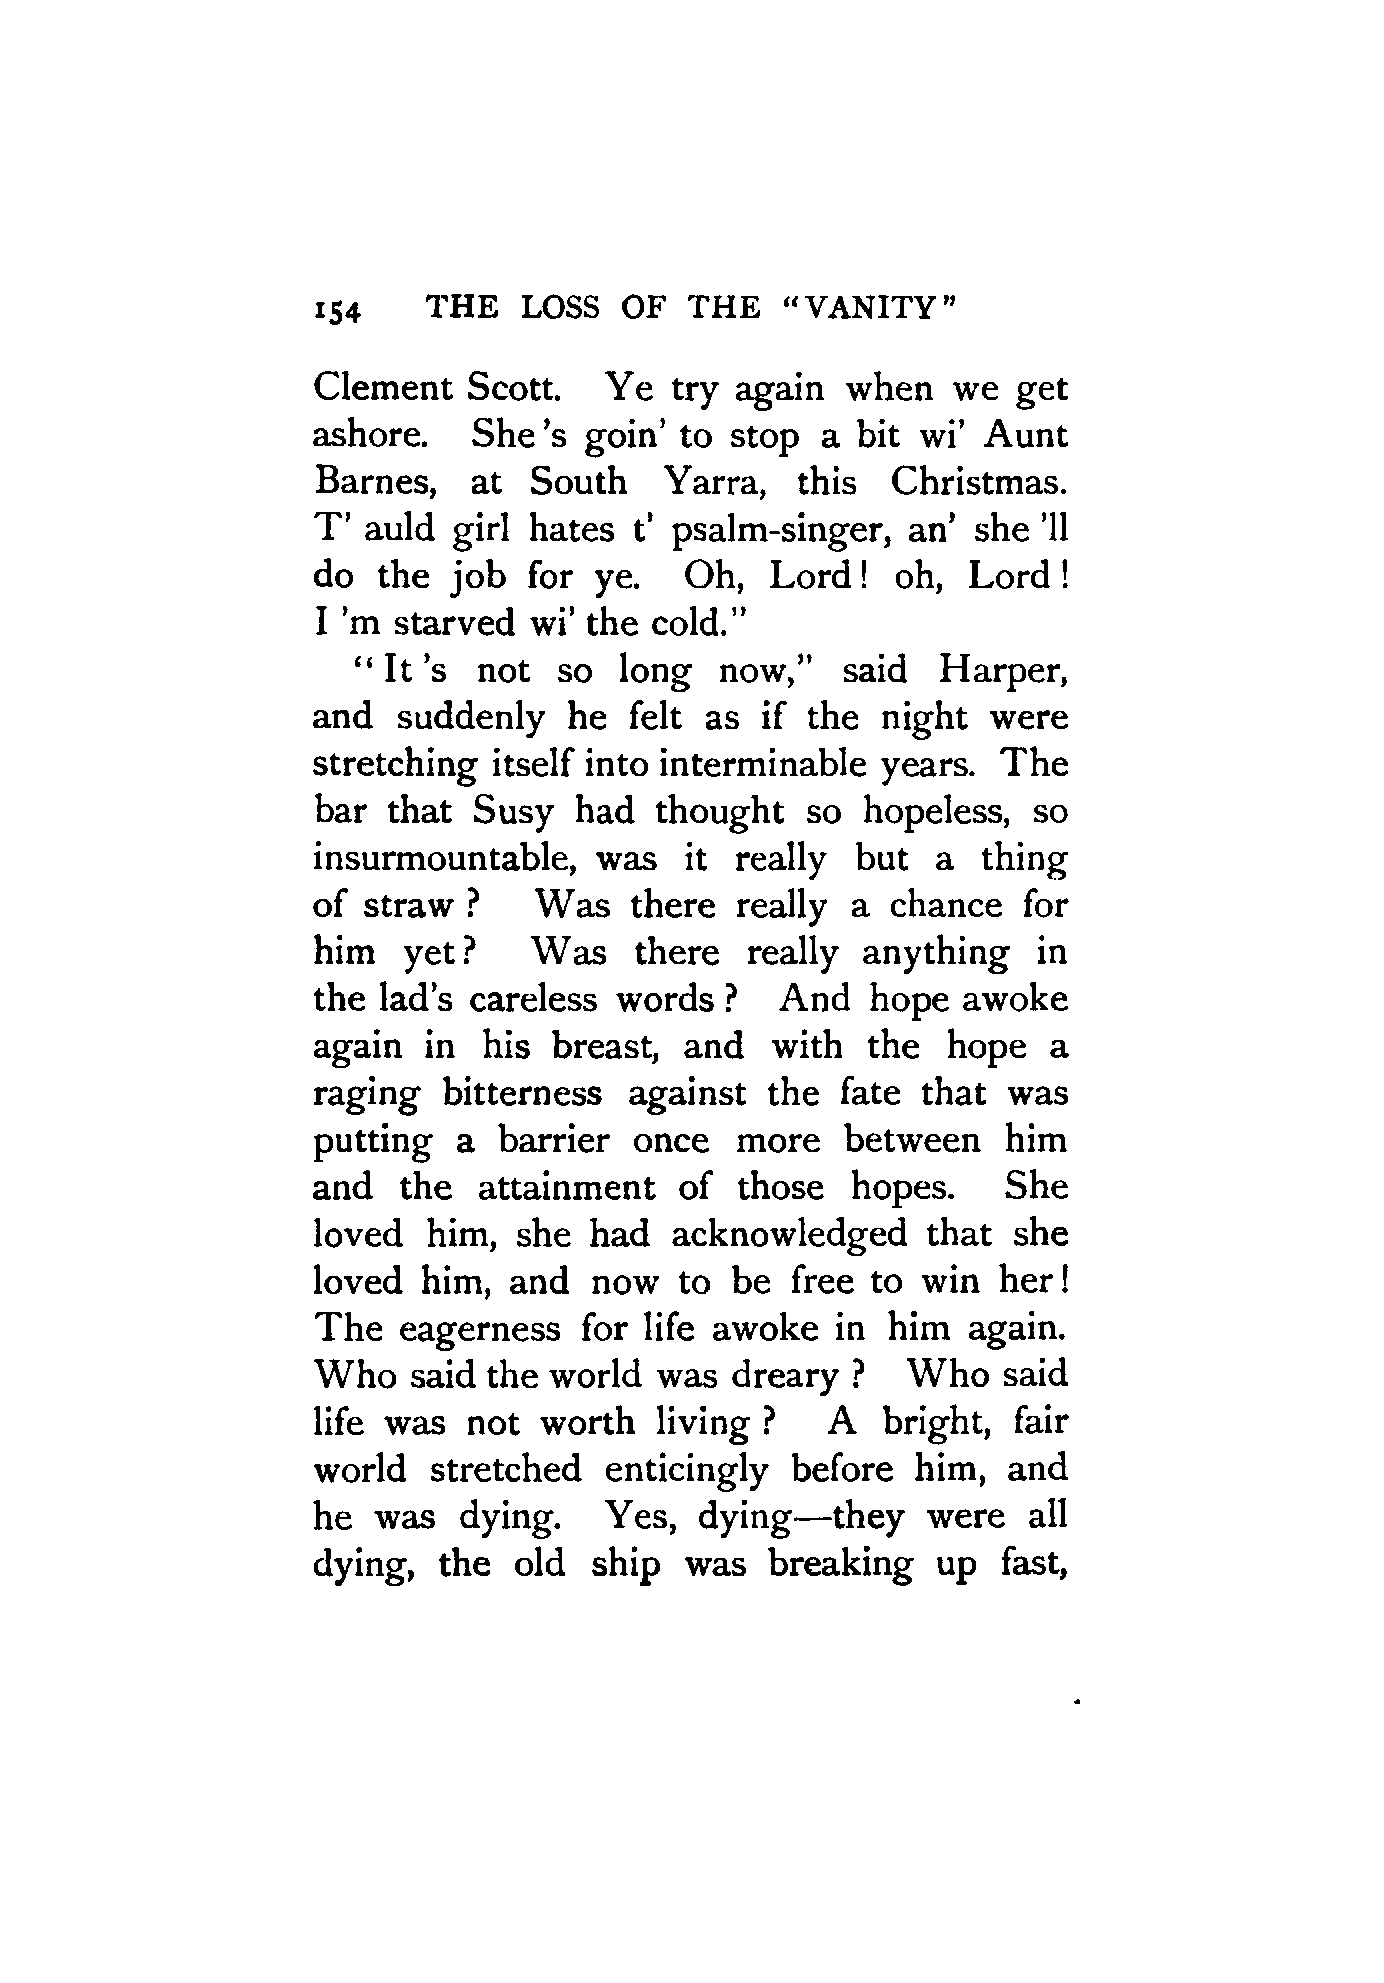 154 THE LOSS OF THE "VANITY"
Clement Scott. Ye try again when we get
ashore. She 's goin' to stop a bit wi' Aunt
Barnes, at South Yarra, this Christmas.
T' auld girl hates t' psalm-singer, an' she 'll
do the job for ye. Oh, Lord! oh, Lord!
I 'm starved wi' the cold."
"It 's not so long now," said Harper,
and suddenly he felt as if the night were
stretching itself into interminable years. The
bar that Susy had thought so hopeless, so
insurmountable, was it really but a thing
of straw? Was there really a chance for
him yet? Was there really anything in
the lad's careless words? And hope awoke
again in his breast, and with the hope a
raging bitterness against the fate that was
putting a barrier once more between him
and the attainment of those hopes. She
loved him, she had acknowledged that she
loved him, and now to be free to win her!
The eagerness for life awoke in him again.
Who said the world was dreary? Who said
life was not worth living? A bright, fair
world stretched enticingly before him, and
he was dying. Yes, dying—they were all
dying, the old ship was breaking up fast,